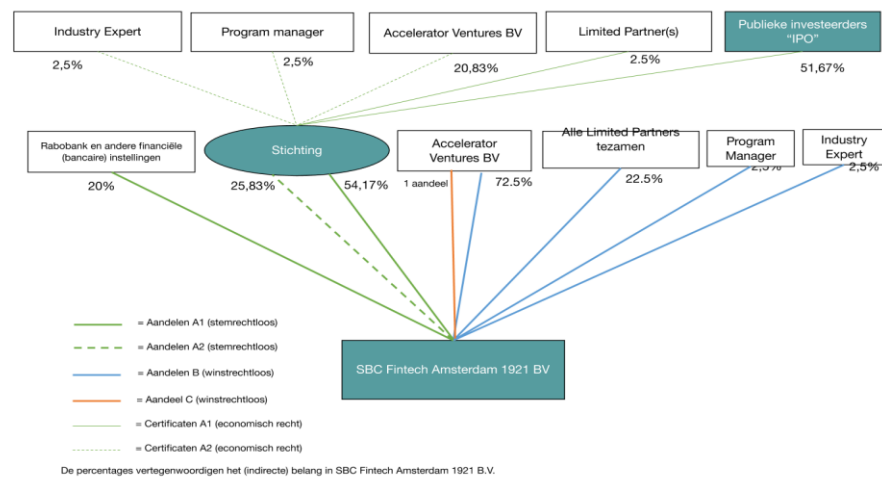 Industry Expert
Program manager
Accelerator Ventures BV
Limited Partner(s)
Publieke investeerders
“IPO”
2,5%
2,5%
20,83%
2.5%
51,67%
Rabobank en andere financiële
(bancaire) instellingen
Stichting
Accelerator
Ventures BV
Alle Limited Partners
tezamen
Program
Manager
Industry
Expert
20%
25,83%
54,17%
1 aandeel
72.5%
22.5%
2,5%
2,5%
= Aandelen A1 (stemrechtloos)
= Aandelen A2 (stemrechtloos)
= Aandelen B (winstrechtloos)
= Aandeel C (winstrechtloos)
= Certificaten A1 (economisch recht)
= Certificaten A2 (economisch recht)
SBC Fintech Amsterdam 1921 BV
De percentages vertegenwoordigen het (indirecte) belang in SBC Fintech Amsterdam 1921 B.V.